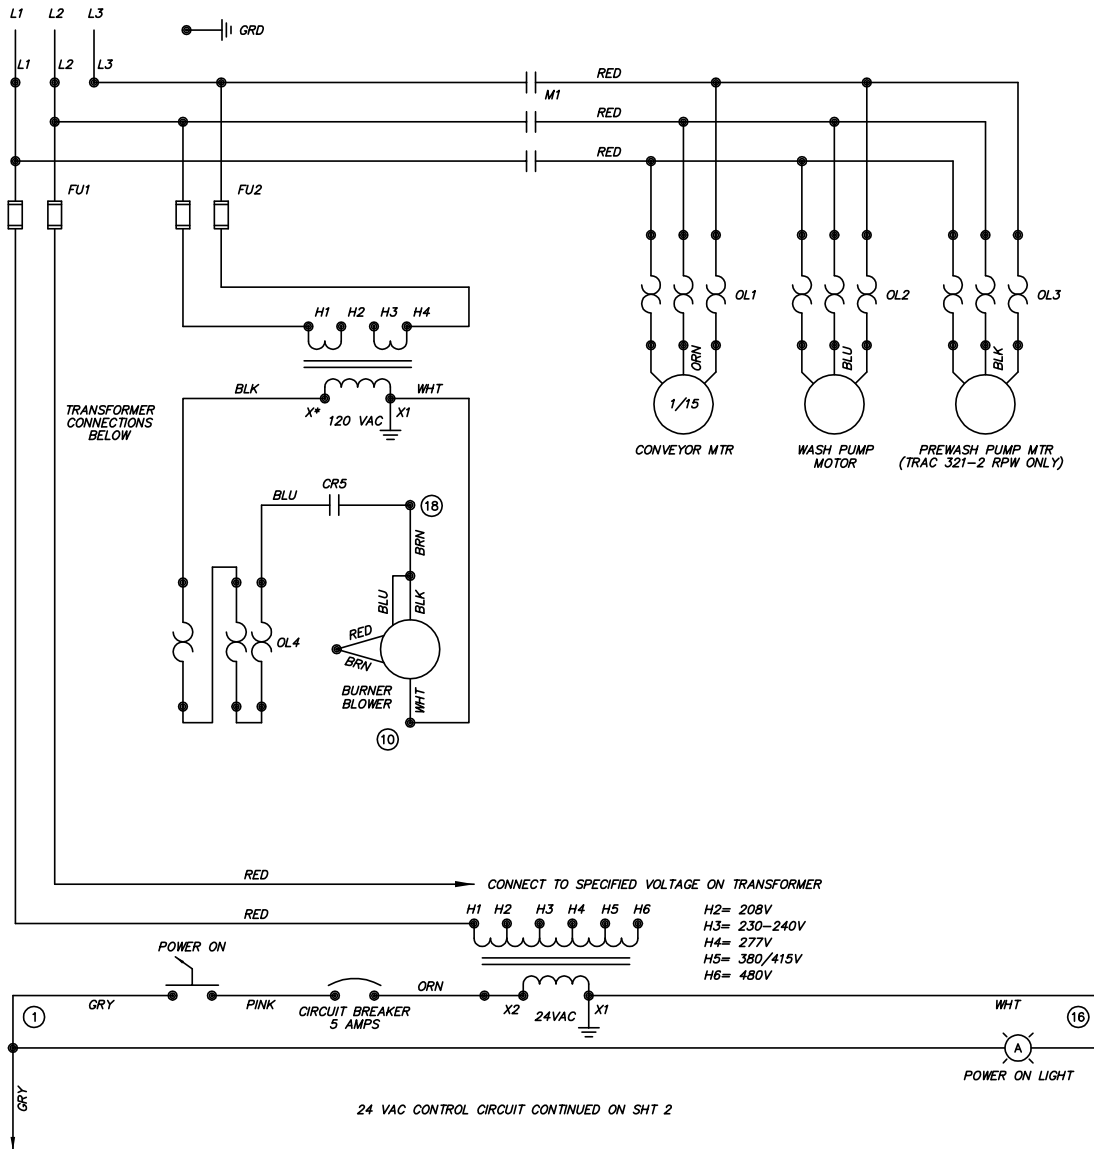 L1 L2 L3
GRD
L1 L2 L3
RED
M1
RED
RED
FU1
FU2
OL1
OL2
OL3
H1 H2 H3 H4
ORN
BLU
BLK
BLK
WHT
X*
120 VAC
X1
1/15
TRANSFORMER
CONNECTIONS
BELOW
CONVEYOR MTR
WASH PUMP
MOTOR
PREWASH PUMP MTR
(TRAC 321-2 RPW ONLY)
CR5
BLU
18
BRN
BLU
BLK
RED
OL4
BRN
BURNER
BLOWER
WHT
10
RED
CONNECT TO SPECIFIED VOLTAGE ON TRANSFORMER
RED
H1 H2 H3 H4 H5 H6
H2= 208V
H3= 230-240V
H4= 277V
H5= 380/415V
H6= 480V
POWER ON
ORN
GRY
PINK
CIRCUIT BREAKER
5 AMPS
X2
24VAC
X1
WHT
1
16
A
POWER ON LIGHT
GRY
24 VAC CONTROL CIRCUIT CONTINUED ON SHT 2